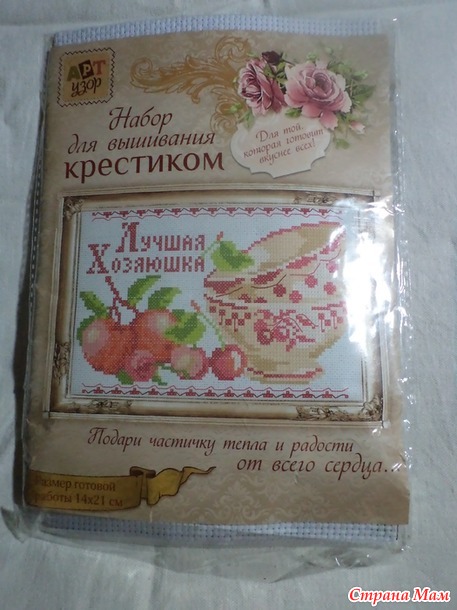 АРТ
узор
Набор
для вышивания
крестиком
Для той,
которая готовит
вкуснее всех!
Лучшая
Хозяюшка
Подари частичку тепла и радости
от всего сердца...
Размер готовой
работы 14x21 см
Страна Мам